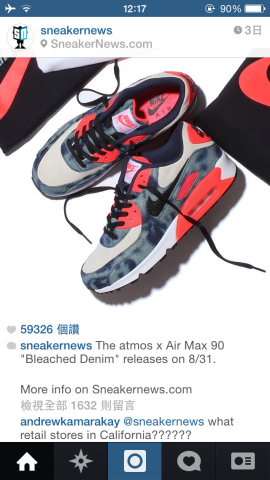 12:17
90%
sneakernews
SneakerNews.com
3日
59326 個讚
sneakernews The atmos x Air Max 90
"Bleached Denim" releases on 8/31.
More info on Sneakernews.com
檢視全部 1632 則留言
andrewkamarakay @sneakernews what
retail stores in California??????